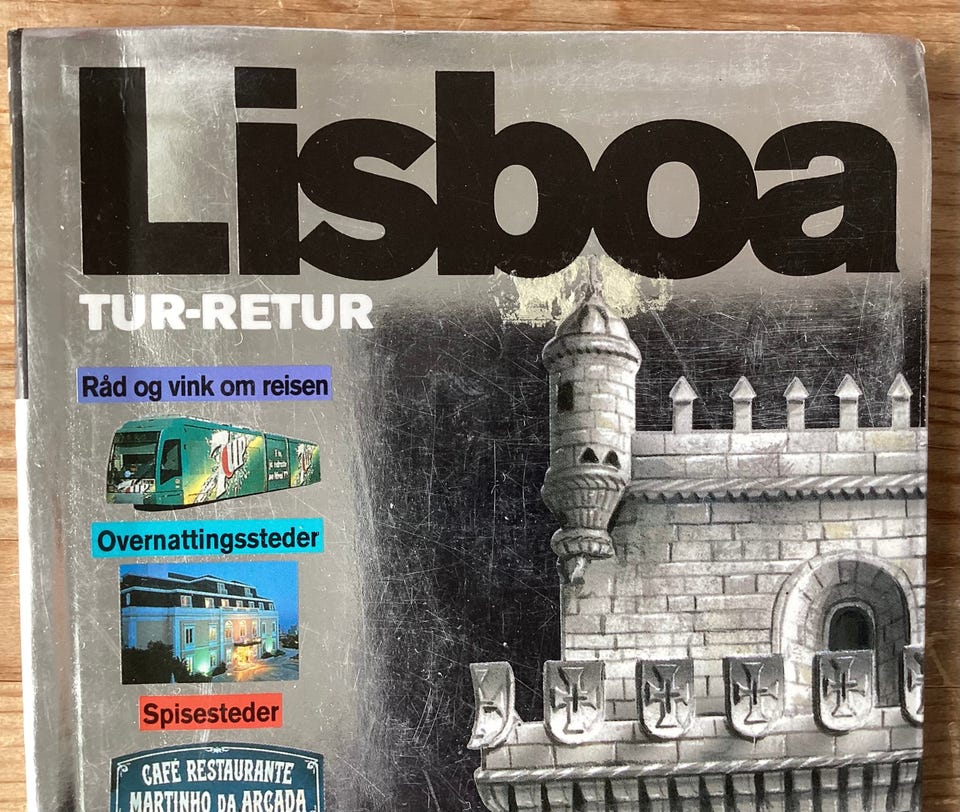 Lisboa
TUR-RETUR
Råd og vink om reisen
Overnattingssteder
Spisesteder
CAFÉ RESTAURANTE
MARTINHO DA ARCADA